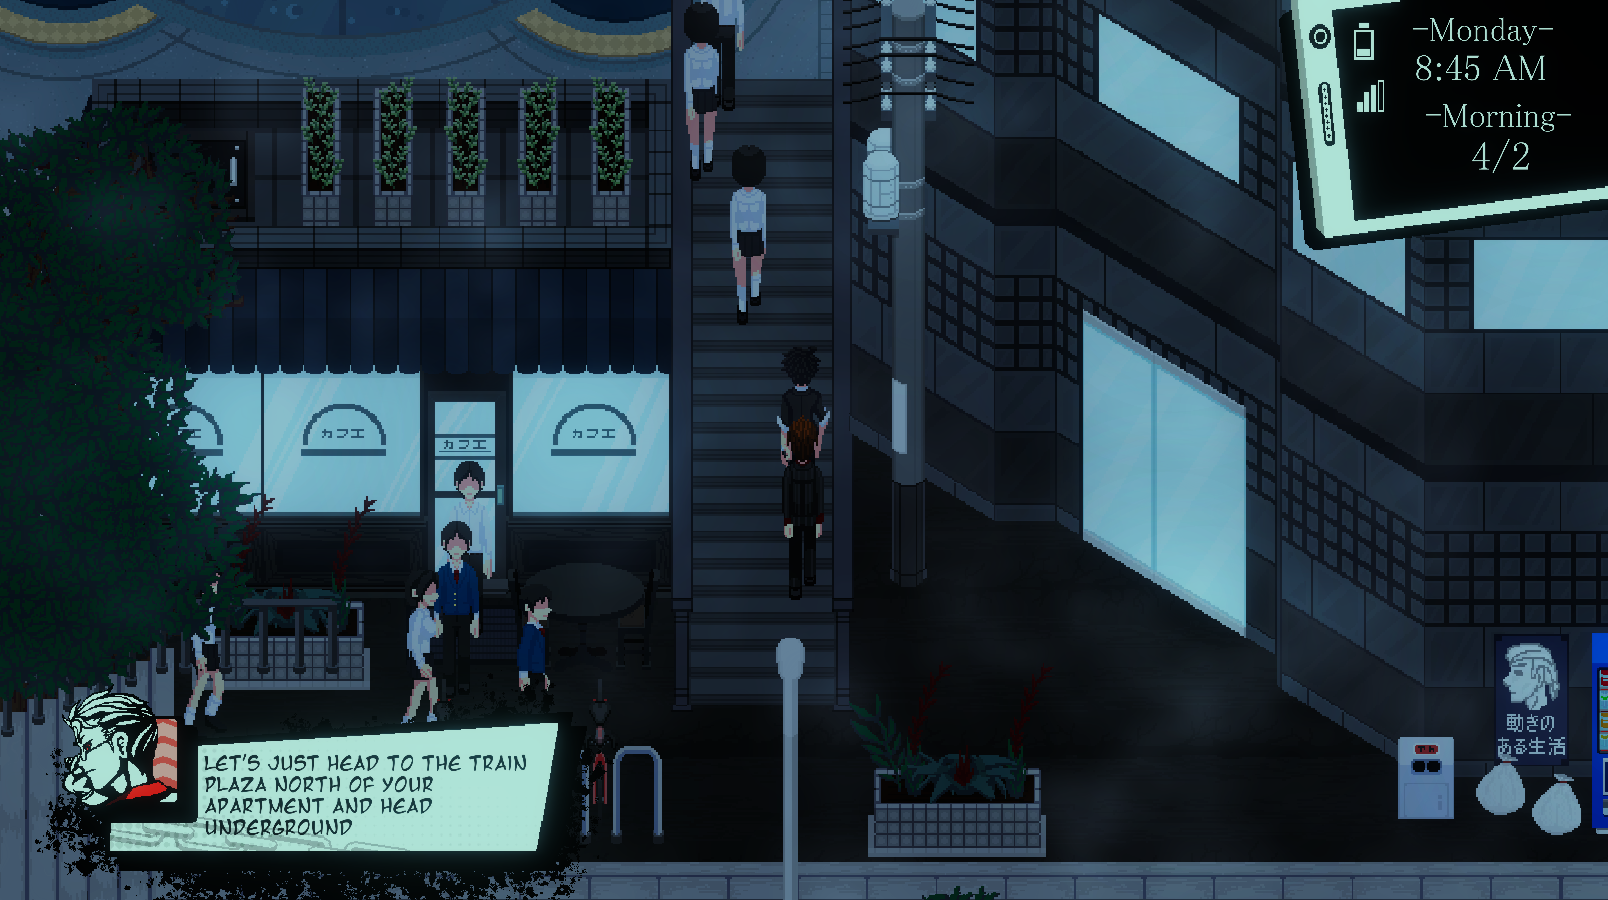 -Monday-
8:45 AM
-Morning-
4/2
カフェ
カフェ
カフェ
動きの
ある生活
LET'S JUST HEAD TO THE TRAIN
PLAZA NORTH OF YOUR
APARTMENT AND HEAD
UNDERGROUND